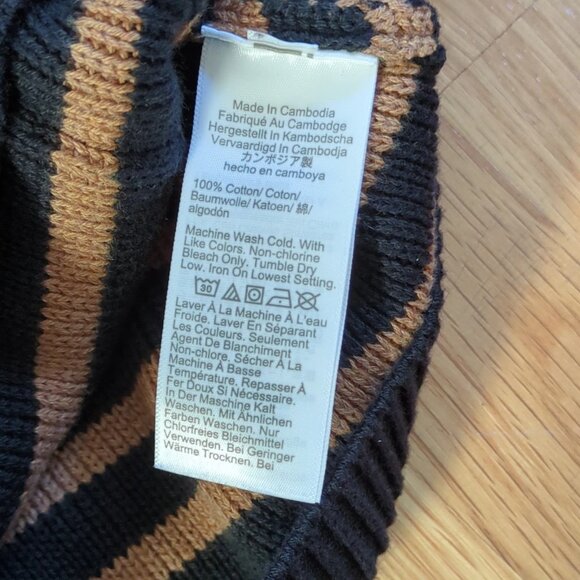 Made In Cambodia
Fabriqué Au Cambodge
Hergestellt In Kambodscha
Vervaardigd In Cambodja
カンボジア製
hecho en camboya
100% Cotton/ Coton/
Baumwolle/ Katoen/ 綿/
algodón
Machine Wash Cold. With
Like Colors. Non-chlorine
Bleach Only. Tumble Dry
Low. Iron On Lowest Setting.
30
Laver À La Machine À L'eau
Froide. Laver En Séparant
Les Couleurs. Seulement
Agent De Blanchiment
Non-chlore. Sécher À La
Machine À Basse
Température. Repasser À
Fer Doux Si Nécessaire.
In Der Maschine Kalt
Waschen. Mit Ähnlichen
Farben Waschen. Nur
Chlorfreies Bleichmittel
Verwenden. Bei Geringer
Wärme Trocknen. Bei